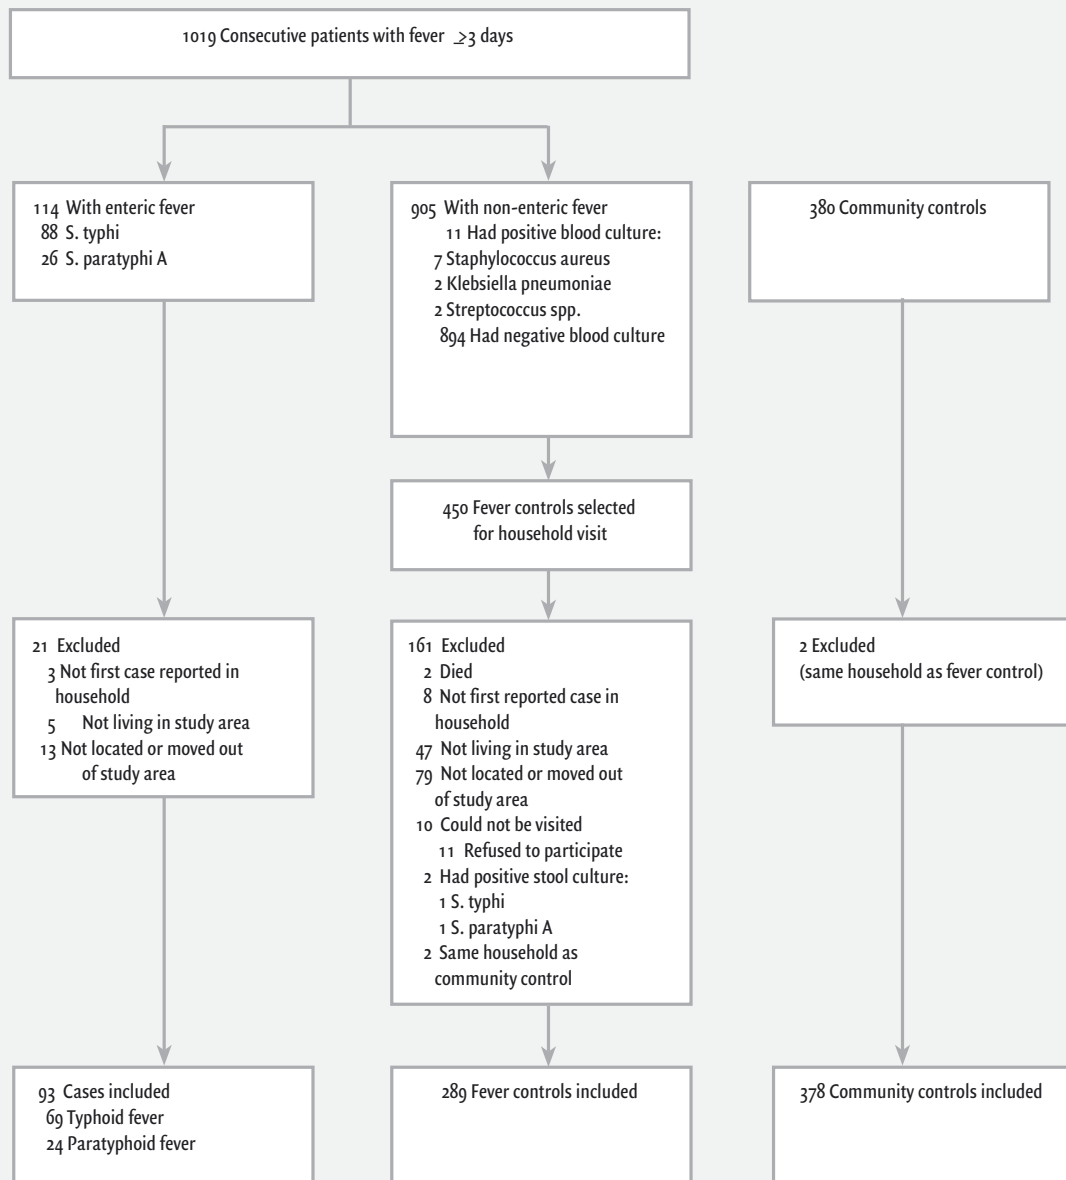 1019 Consecutive patients with fever ≥3 days
114 With enteric fever
88 S. typhi
26 S. paratyphi A
905 With non-enteric fever
11 Had positive blood culture:
7 Staphylococcus aureus
2 Klebsiella pneumoniae
2 Streptococcus spp.
894 Had negative blood culture
380 Community controls
450 Fever controls selected
for household visit
21 Excluded
3 Not first case reported in
household
5 Not living in study area
13 Not located or moved out
of study area
161 Excluded
2 Died
8 Not first reported case in
household
47 Not living in study area
79 Not located or moved out
of study area
10 Could not be visited
11 Refused to participate
2 Had positive stool culture:
1 S. typhi
1 S. paratyphi A
2 Same household as
community control
2 Excluded
(same household as fever control)
93 Cases included
69 Typhoid fever
24 Paratyphoid fever
289 Fever controls included
378 Community controls included